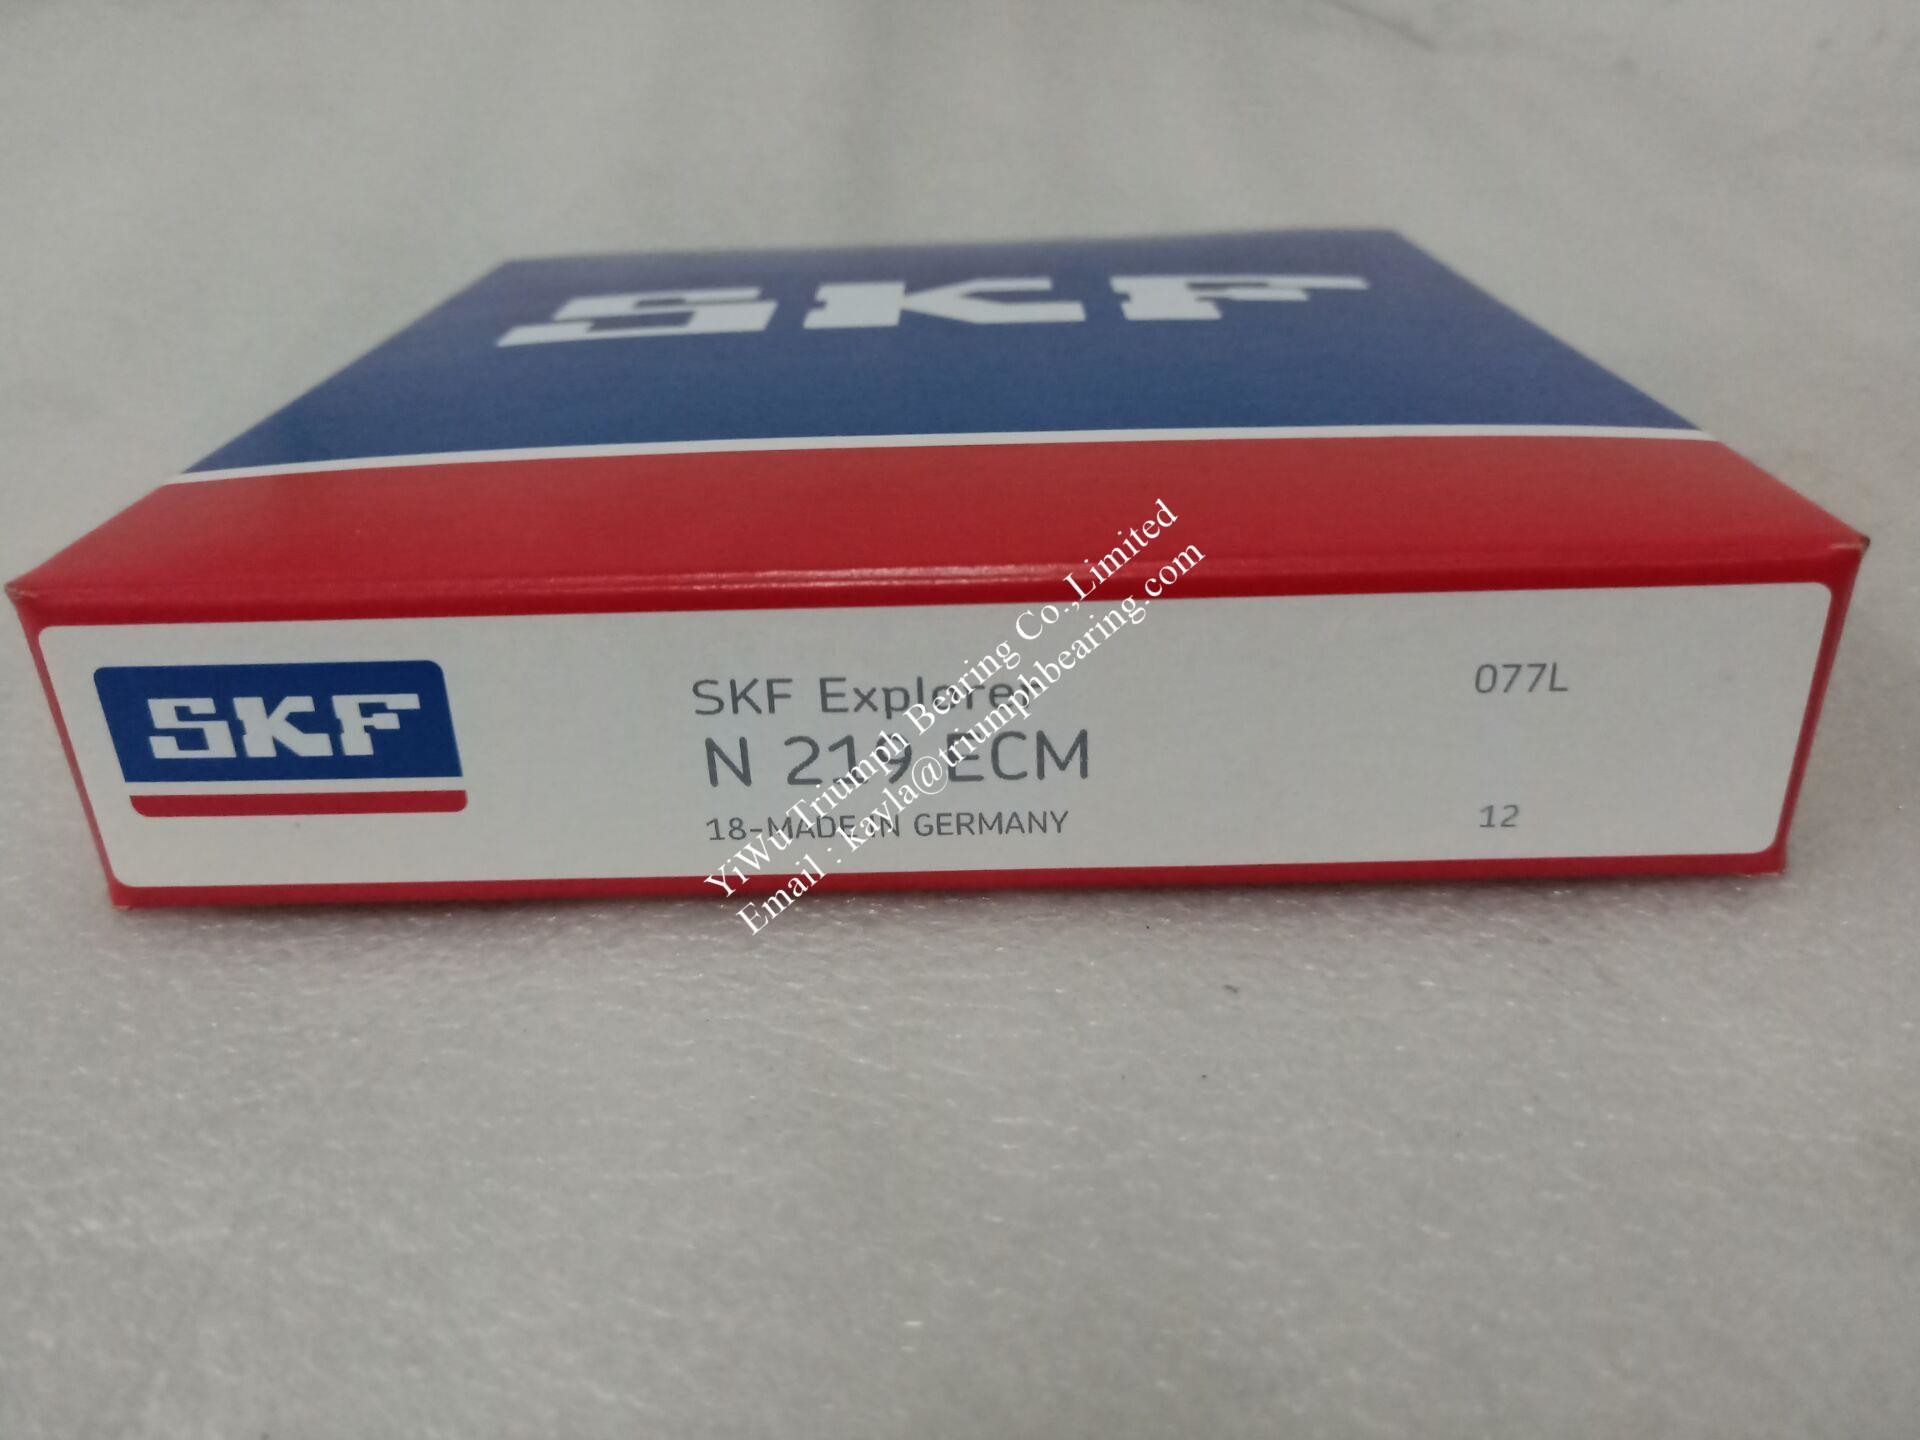 SKF
SKF
SKF Explorer
N 219 ECM
18-MADE IN GERMANY
077L
12
YiWu Triumph Bearing Co.,Limited
Email : kayla@triumphbearing.com